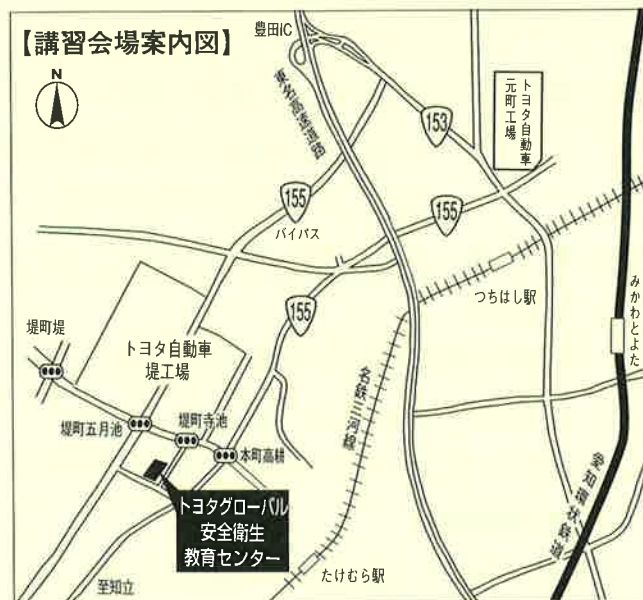 【講習会場案内図】
N
豊田IC
東名高速道路
153
トヨタ自動車
元町工場
155
バイパス
155
155
つちはし駅
みかわとよた
堤町堤
トヨタ自動車
堤工場
名鉄三河線
堤町五月池
堤町寺池
本町高耕
愛知環状鉄道
トヨタグローバル
安全衛生
教育センター
至知立
たけむら駅